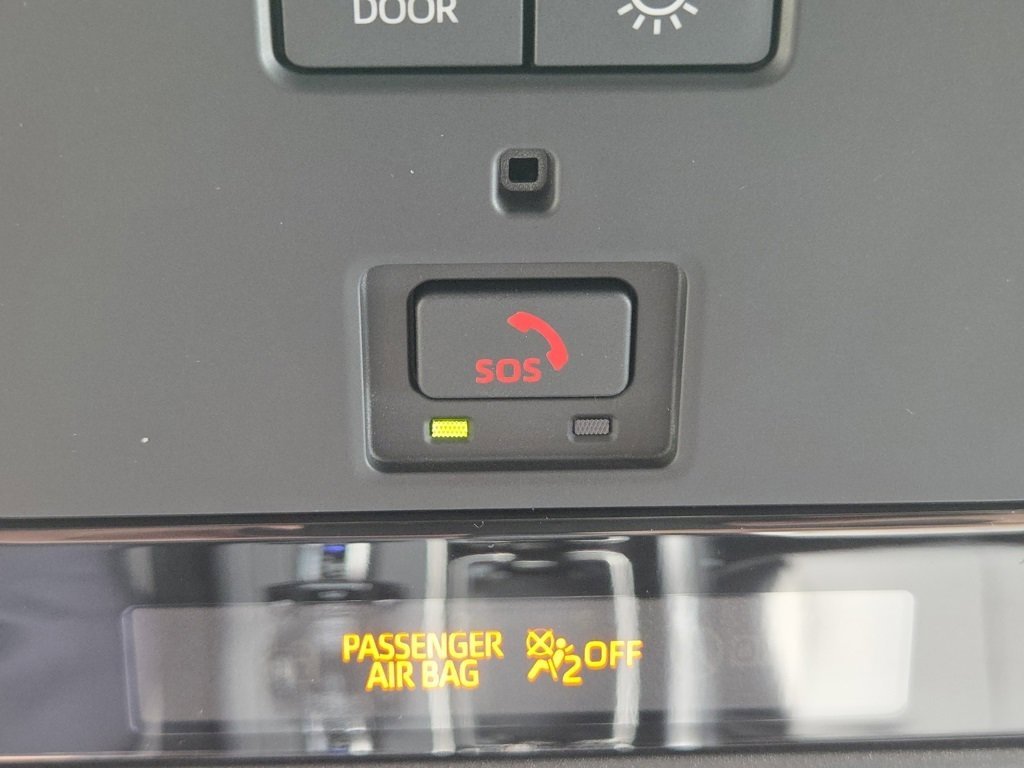 DOOR
SOS
PASSENGER
AIR BAG
2 OFF